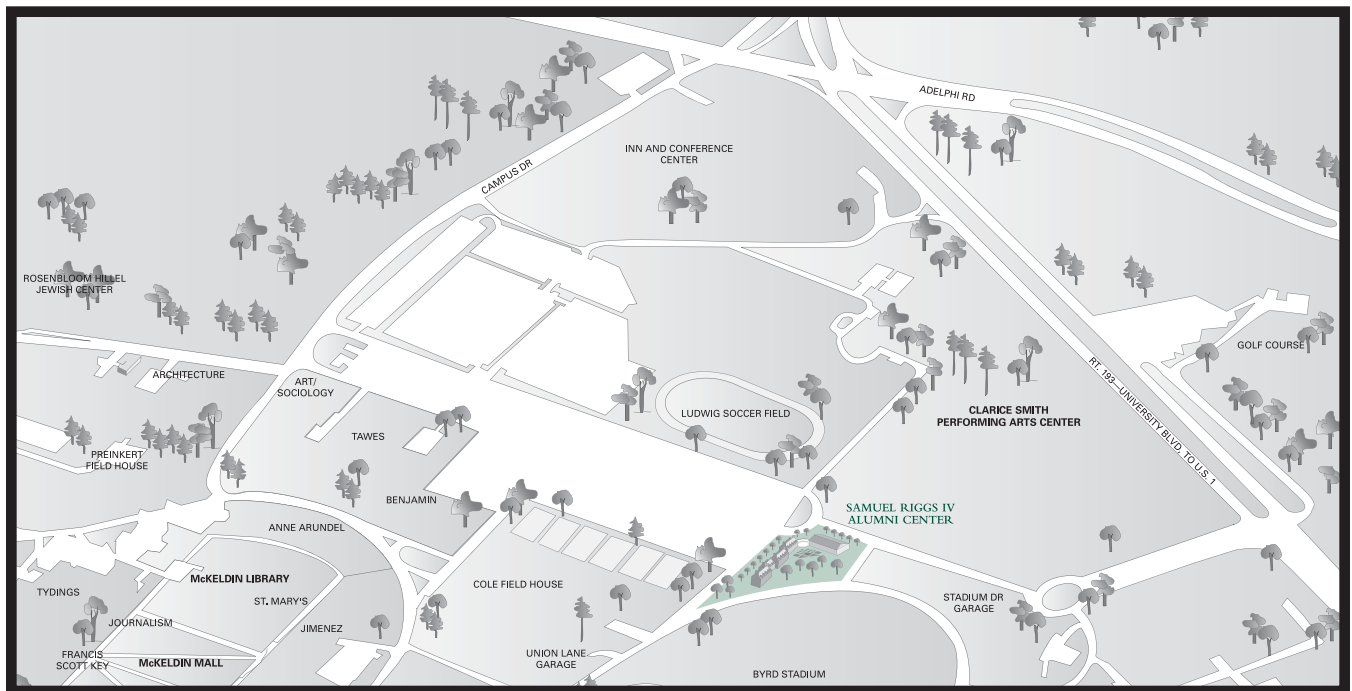 ADELPHI RD
INN AND CONFERENCE
CENTER
CAMPUS DR
ROSENBLOOM HILLEL
JEWISH CENTER
GOLF COURSE
ARCHITECTURE
ART/
SOCIOLOGY
RT. 193—UNIVERSITY BLVD. TO U.S. 1
LUDWIG SOCCER FIELD
CLARICE SMITH
PERFORMING ARTS CENTER
TAWES
PREINKERT
FIELD HOUSE
BENJAMIN
SAMUEL RIGGS IV
ALUMNI CENTER
ANNE ARUNDEL
McKELDIN LIBRARY
COLE FIELD HOUSE
TYDINGS
ST. MARY'S
STADIUM DR
GARAGE
JOURNALISM
JIMENEZ
FRANCIS
SCOTT KEY
McKELDIN MALL
UNION LANE
GARAGE
BYRD STADIUM